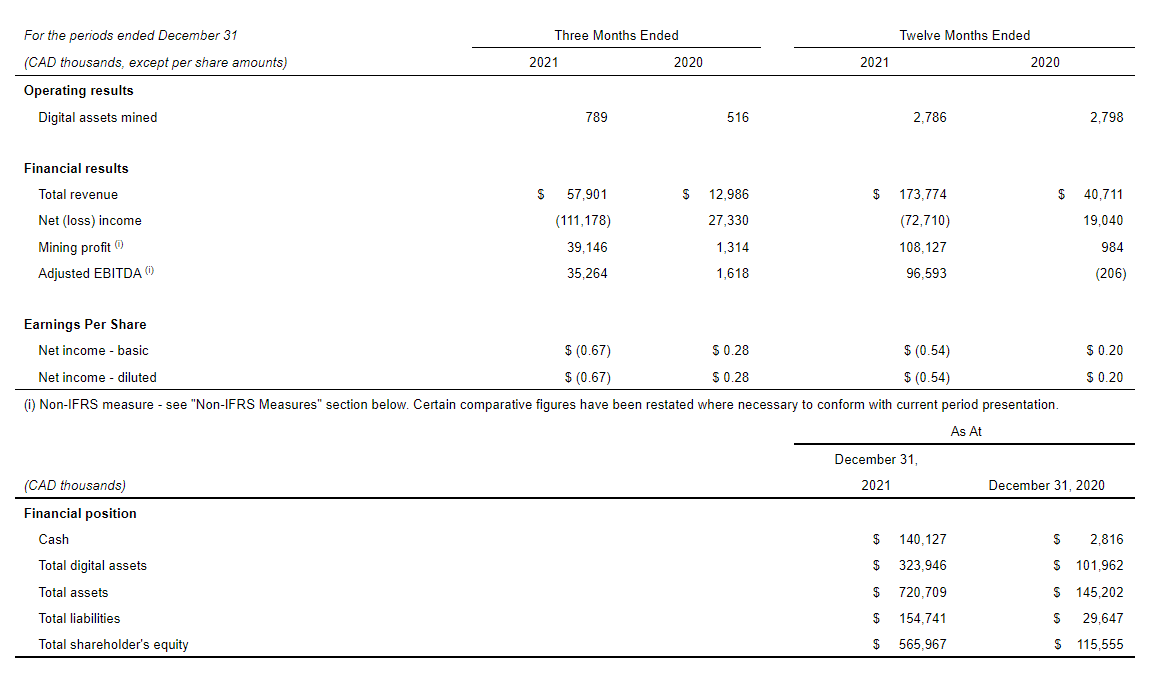 For the periods ended December 31 Three Months Ended Twelve Months Ended
(CAD thousands, except per share amounts) 2021 2020 2021 2020
Operating results
Digital assets mined 789 516 2,786 2,798
Financial results
Total revenue $ 57,901 $ 12,986 $ 173,774 $ 40,711
Net (loss) income (111,178) 27,330 (72,710) 19,040
Mining profit (i) 39,146 1,314 108,127 984
Adjusted EBITDA (i) 35,264 1,618 96,593 (206)
Earnings Per Share
Net income - basic $ (0.67) $ 0.28 $ (0.54) $ 0.20
Net income - diluted $ (0.67) $ 0.28 $ (0.54) $ 0.20
(i) Non-IFRS measure - see "Non-IFRS Measures" section below. Certain comparative figures have been restated where necessary to conform with current period presentation.
As At
December 31,
(CAD thousands) 2021 December 31, 2020
Financial position
Cash $ 140,127 $ 2,816
Total digital assets $ 323,946 $ 101,962
Total assets $ 720,709 $ 145,202
Total liabilities $ 154,741 $ 29,647
Total shareholder's equity $ 565,967 $ 115,555